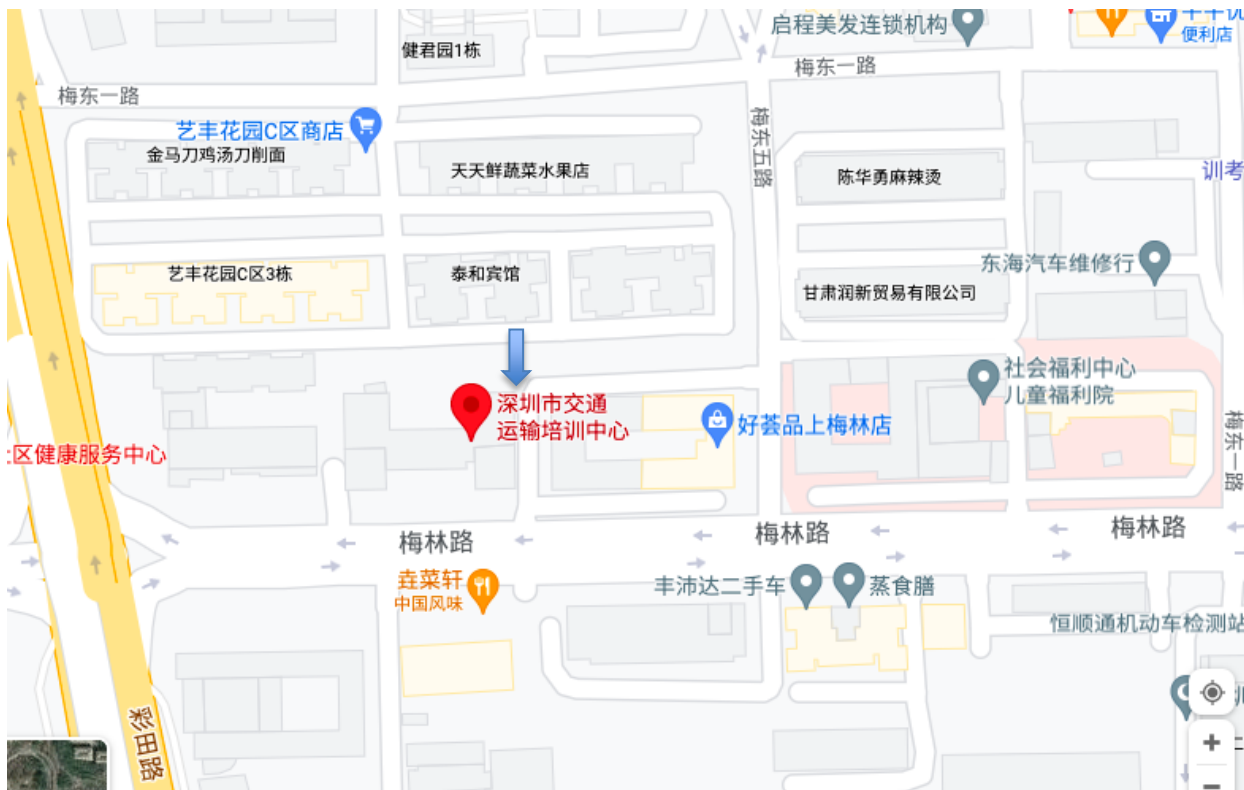 启程美发连锁机构
便利店
健君园1栋
梅东一路
梅东一路
艺丰花园C区商店
金马刀鸡汤刀削面
天天鲜蔬菜水果店
梅东五路
陈华勇麻辣烫
训考
东海汽车维修行
艺丰花园C区3栋
泰和宾馆
甘肃润新贸易有限公司
社会福利中心
儿童福利院
深圳市交通
运输培训中心
好荟品上梅林店
区健康服务中心
梅东一路
梅林路
梅林路
梅林路
垚菜轩
中国风味
丰沛达二手车
蒸食膳
恒顺通机动车检测站
彩田路